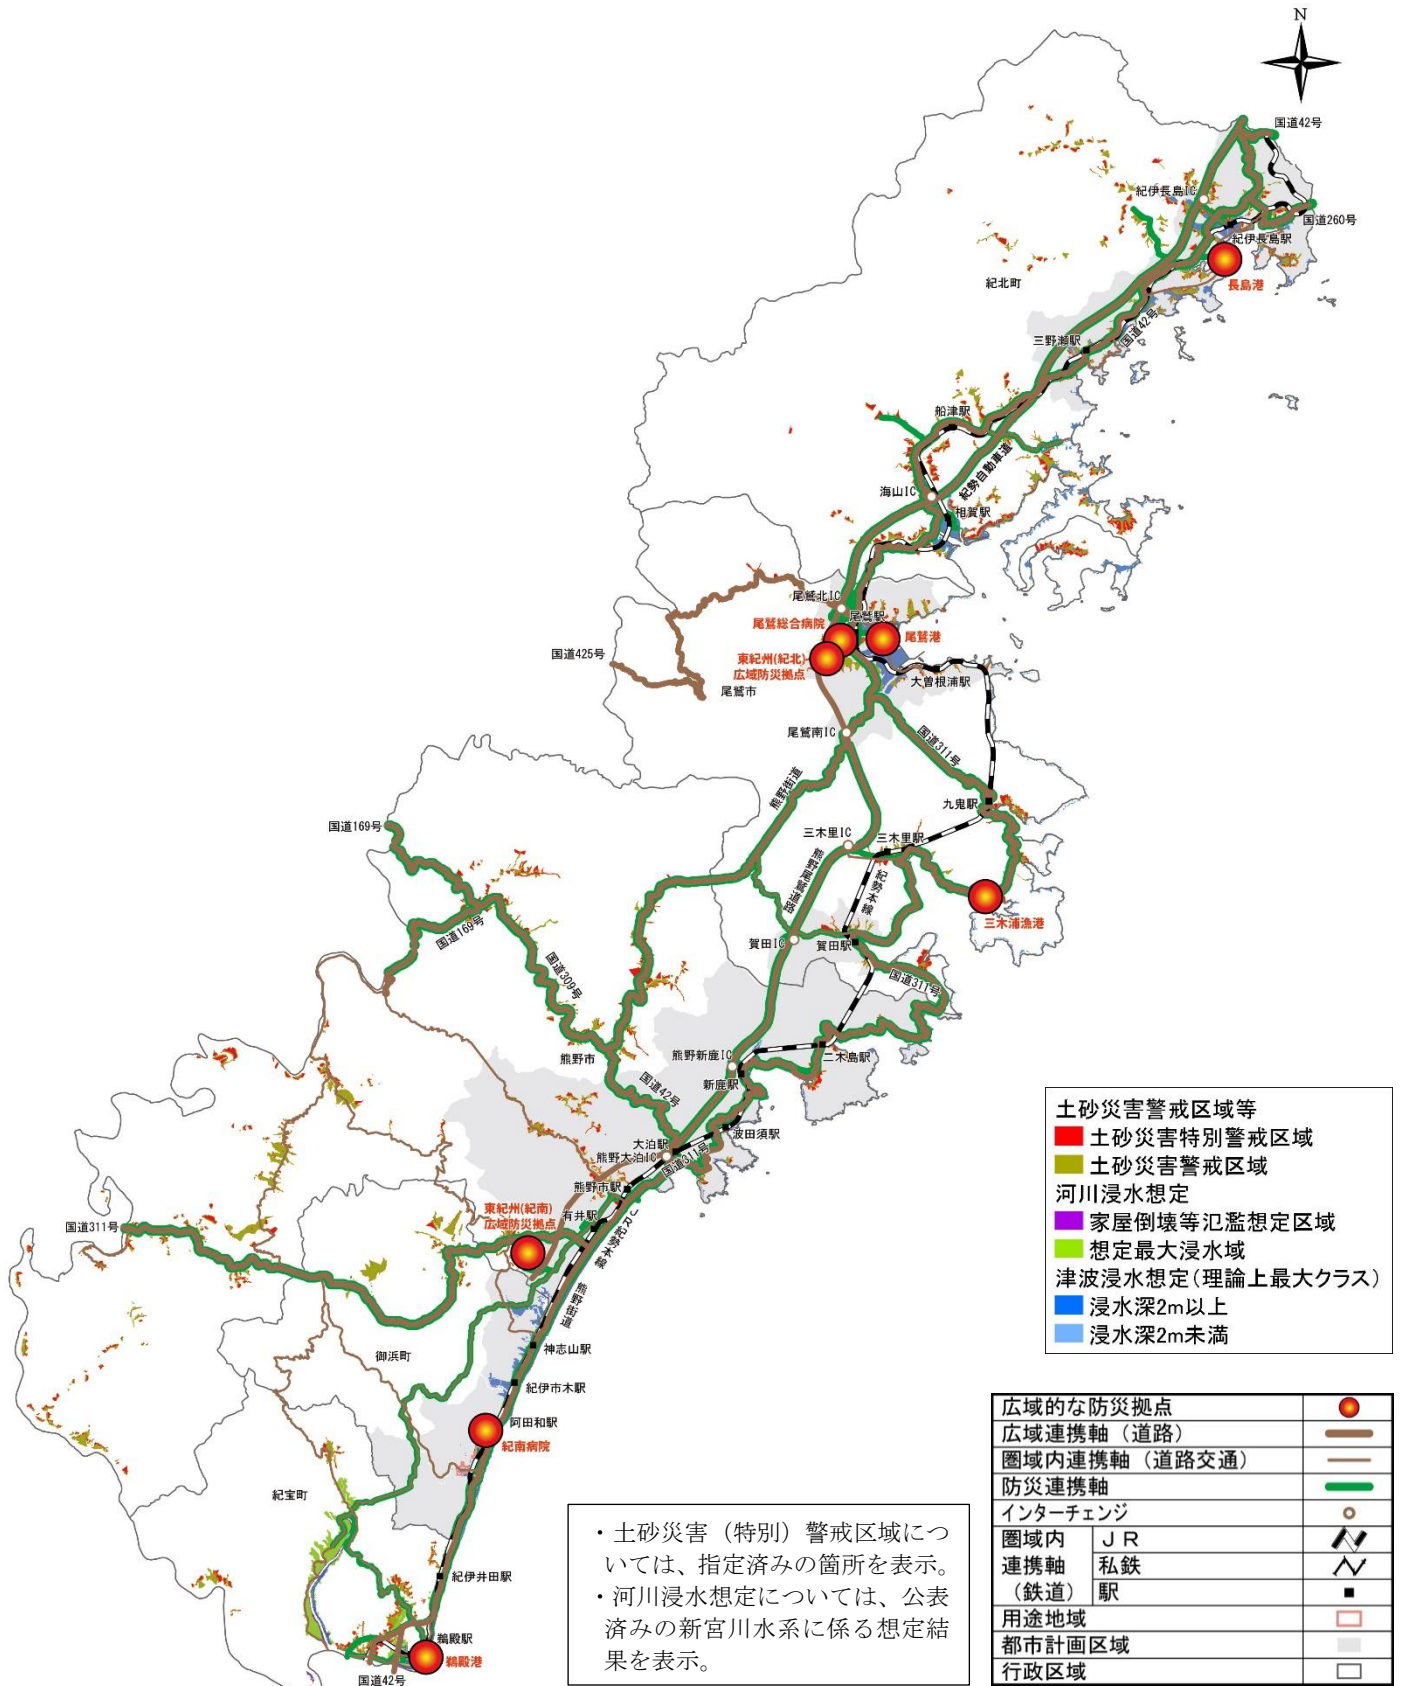 N
国道42号
紀伊長島IC
国道260号
紀伊長島駅
長島港
紀北町
国道42号
三野瀬駅
船津駅
紀勢自動車道
海山IC
相賀駅
尾鷲北IC
尾鷲駅
尾鷲総合病院
尾鷲港
国道425号
東紀州(紀北)
広域防災拠点
大曽根浦駅
尾鷲市
尾鷲南IC
国道311号
熊野街道
九鬼駅
国道169号
三木里IC
三木里駅
熊野尾鷲道路
紀勢本線
三木浦漁港
国道169号
賀田IC
賀田駅
国道309号
国道311号
熊野市
熊野新鹿IC
二木島駅
新鹿駅
国道42号
波田須駅
大泊駅
熊野大泊IC
国道311号
熊野市駅
東紀州(紀南)
広域防災拠点
有井駅
JR紀勢本線
国道311号
熊野街道
神志山駅
御浜町
紀伊市木駅
阿田和駅
紀南病院
紀宝町
紀伊井田駅
鵜殿駅
鵜殿港
国道42号
土砂災害警戒区域等
土砂災害特別警戒区域
土砂災害警戒区域
河川浸水想定
家屋倒壊等氾濫想定区域
想定最大浸水域
津波浸水想定(理論上最大クラス)
浸水深2m以上
浸水深2m未満
広域的な防災拠点
広域連携軸（道路）
圏域内連携軸（道路交通）
防災連携軸
インターチェンジ
圏域内 ＪＲ
連携軸 私鉄
（鉄道） 駅
用途地域
都市計画区域
行政区域
・土砂災害（特別）警戒区域につ
いては、指定済みの箇所を表示。
・河川浸水想定については、公表
済みの新宮川水系に係る想定結
果を表示。